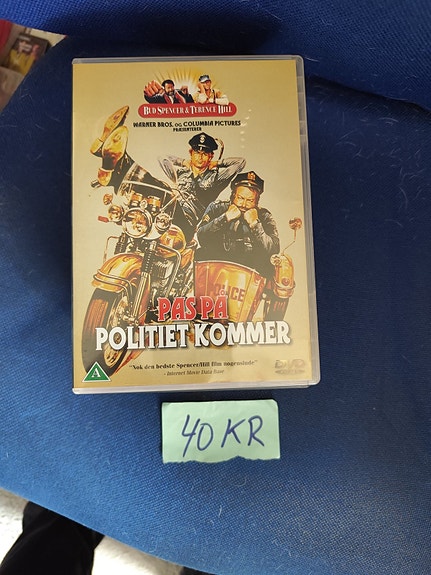 BUD SPENCER & TERENCE HILL
WARNER BROS. OG COLUMBIA PICTURES
PRÆSENTERER
POLICE
PAS PÅ
POLITIET KOMMER
"Nok den bedste Spencer/Hill film nogensinde"
- Internet Movie Data Base
A
DVD
40 KR